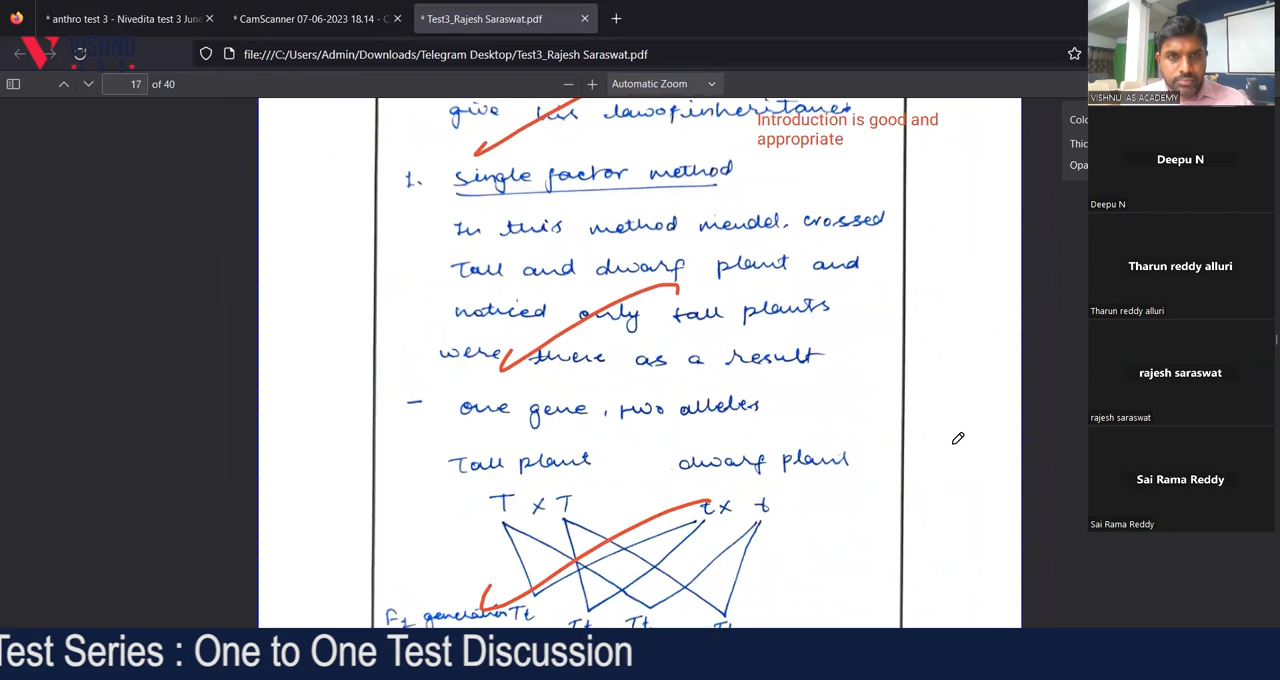 * anthro test 3 - Nivedita test 3 June
* CamScanner 07-06-2023 18.14 - C
* Test3_Rajesh Saraswat.pdf
VISHNU
IAS
file:///C:/Users/Admin/Downloads/Telegram Desktop/Test3_Rajesh Saraswat.pdf
17 of 40
Automatic Zoom
give his law of inheritance
Introduction is good and
appropriate
1. Single factor method
In this method mendel. crossed
Tall and dwarf plant and
noticed only tall plants
were there as a result
- one gene, two alleles
Tall plant dwarf plant
T x T t x t
F1 generation Tt
Tt Tt Tt
Colo
Thic
Opa
VISHNU IAS ACADEMY
Deepu N
Deepu N
Tharun reddy alluri
Tharun reddy alluri
rajesh saraswat
rajesh saraswat
Sai Rama Reddy
Sai Rama Reddy
Test Series : One to One Test Discussion